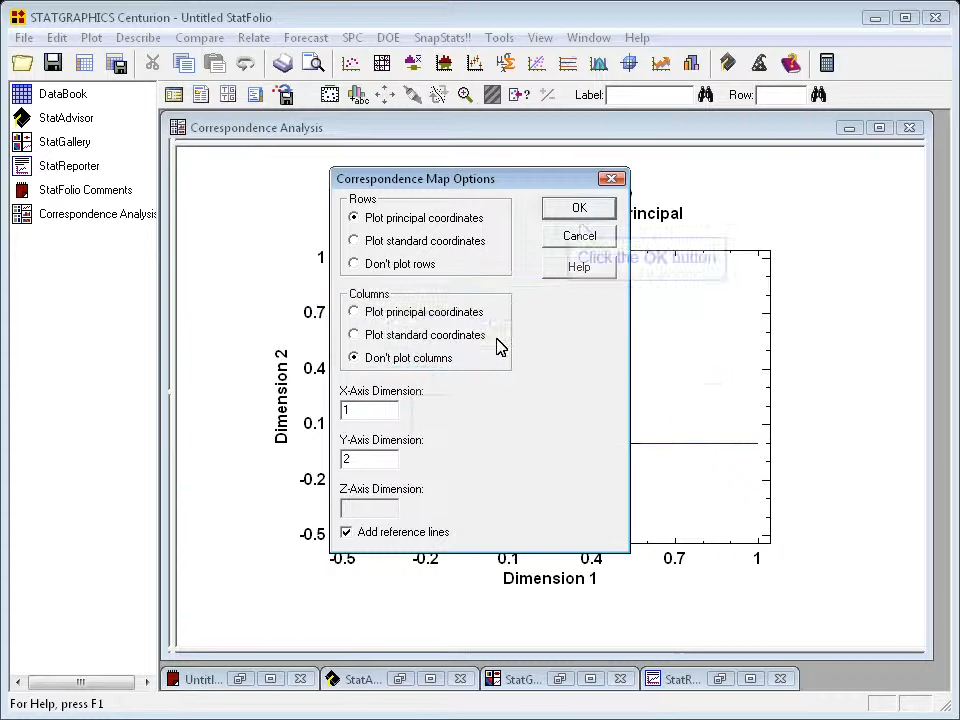 STATGRAPHICS Centurion - Untitled StatFolio
File Edit Plot Describe Compare Relate Forecast SPC DOE SnapStats!! Tools View Window Help
Label: Row:
DataBook
StatAdvisor
StatGallery
StatReporter
StatFolio Comments
Correspondence Analysis
Correspondence Analysis
rincipal
Correspondence Map Options
Rows
Plot principal coordinates
Plot standard coordinates
Don't plot rows
OK
Cancel
Help
Click the OK button
Columns
Plot principal coordinates
Plot standard coordinates
Don't plot columns
X-Axis Dimension:
1
Y-Axis Dimension:
2
Z-Axis Dimension:
Add reference lines
Dimension 2
1
0.7
0.4
0.1
-0.2
-0.5
-0.5 -0.2 0.1 0.4 0.7 1
Dimension 1
Untitl... StatA... StatG... StatR...
For Help, press F1